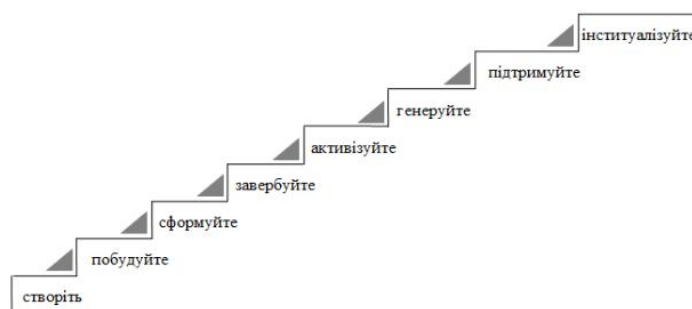 інституалізуйте
підтримуйте
генеруйте
активізуйте
завербуйте
сформуйте
побудуйте
створіть